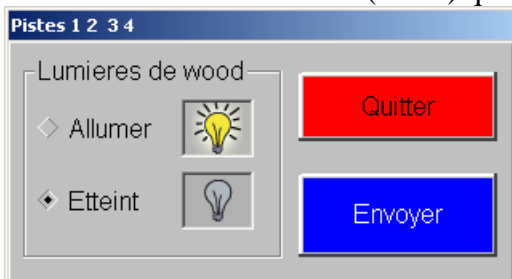 Pistes 1 2 3 4
Lumieres de wood
Allumer
Etteint
Quitter
Envoyer